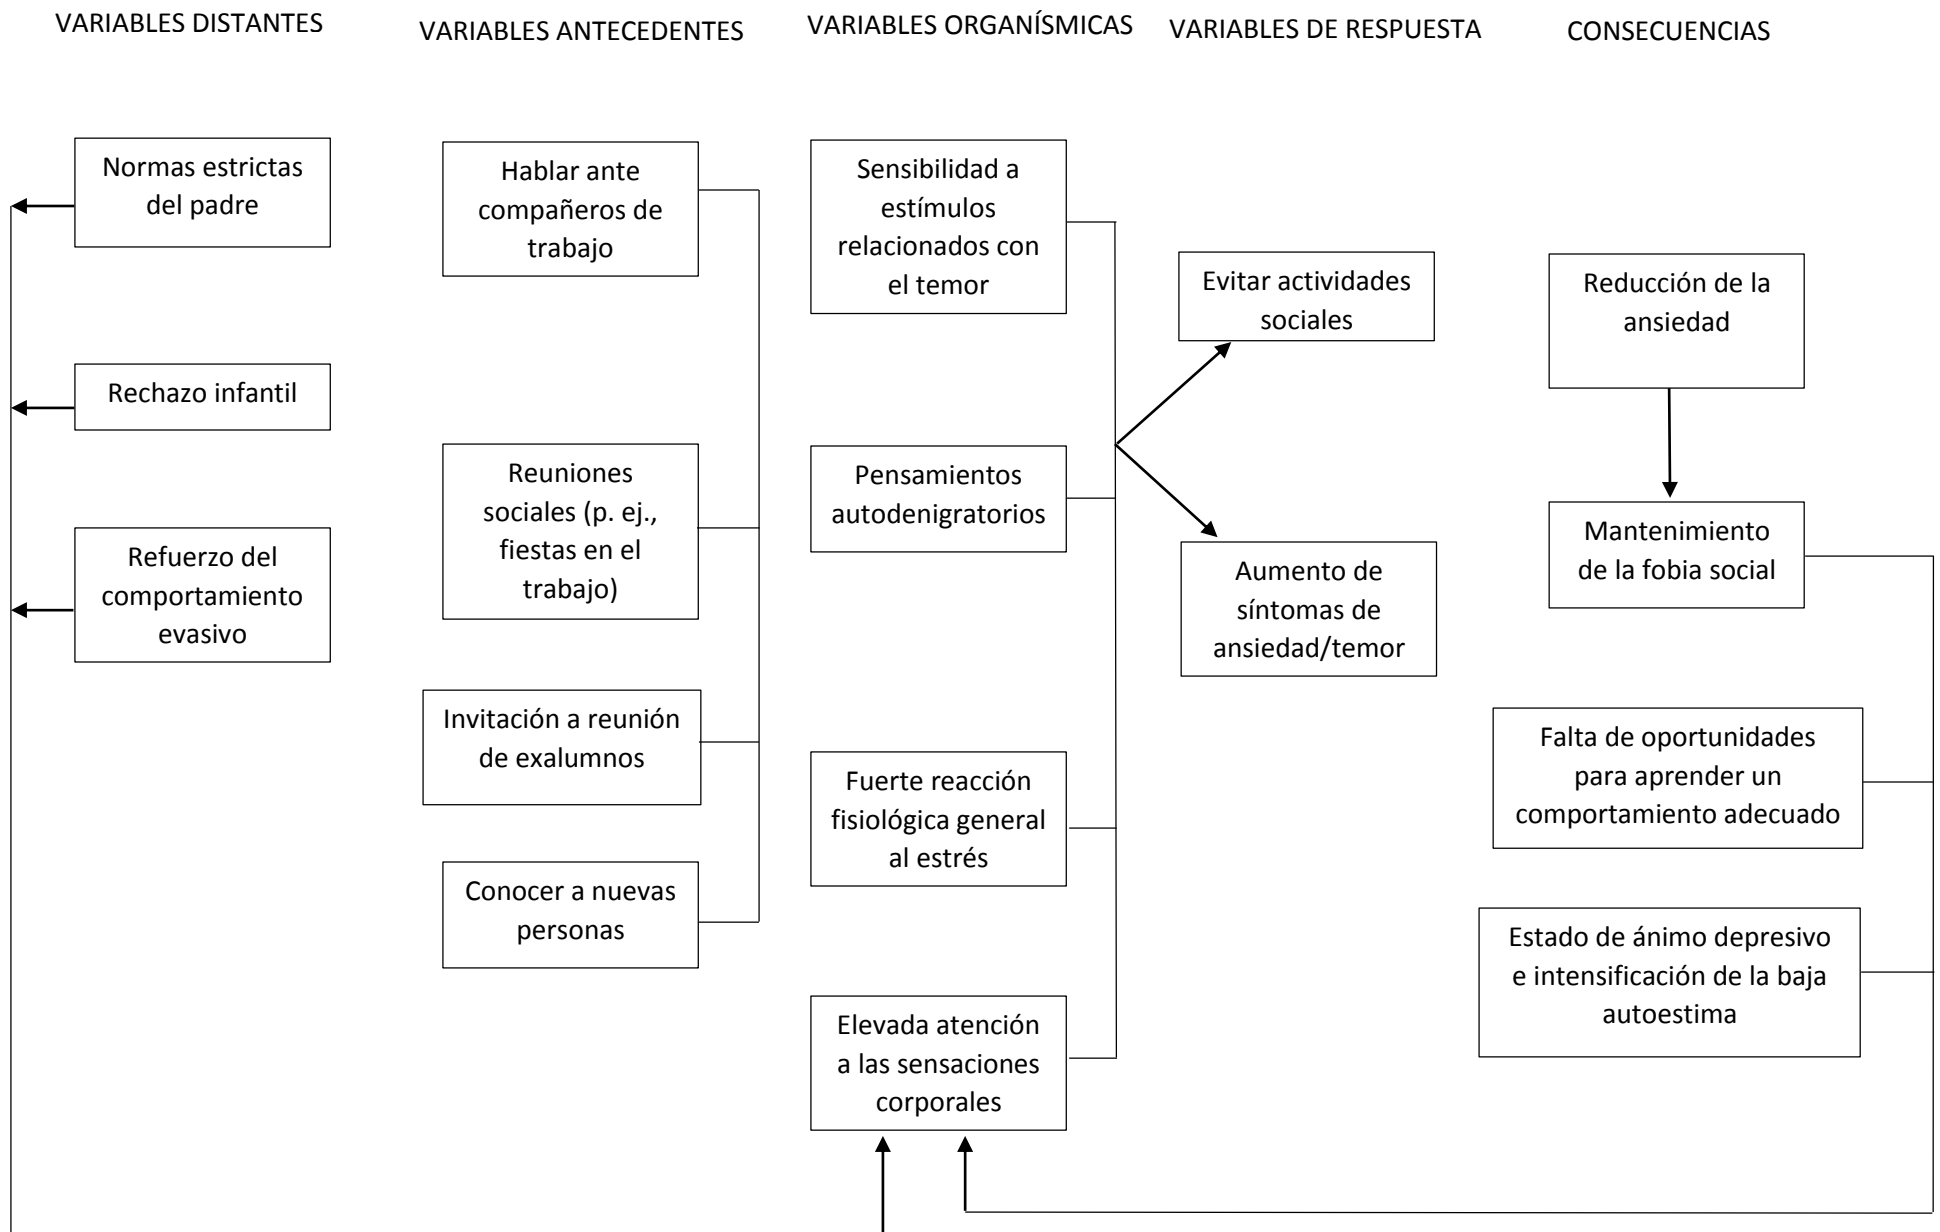 VARIABLES DISTANTES
VARIABLES ANTECEDENTES
VARIABLES ORGANÍSMICAS
VARIABLES DE RESPUESTA
CONSECUENCIAS
Normas estrictas
del padre
Rechazo infantil
Refuerzo del
comportamiento
evasivo
Hablar ante
compañeros de
trabajo
Reuniones
sociales (p. ej.,
fiestas en el
trabajo)
Invitación a reunión
de exalumnos
Conocer a nuevas
personas
Sensibilidad a
estímulos
relacionados con
el temor
Pensamientos
autodenigratorios
Fuerte reacción
fisiológica general
al estrés
Elevada atención
a las sensaciones
corporales
Evitar actividades
sociales
Aumento de
síntomas de
ansiedad/temor
Reducción de la
ansiedad
Mantenimiento
de la fobia social
Falta de oportunidades
para aprender un
comportamiento adecuado
Estado de ánimo depresivo
e intensificación de la baja
autoestima